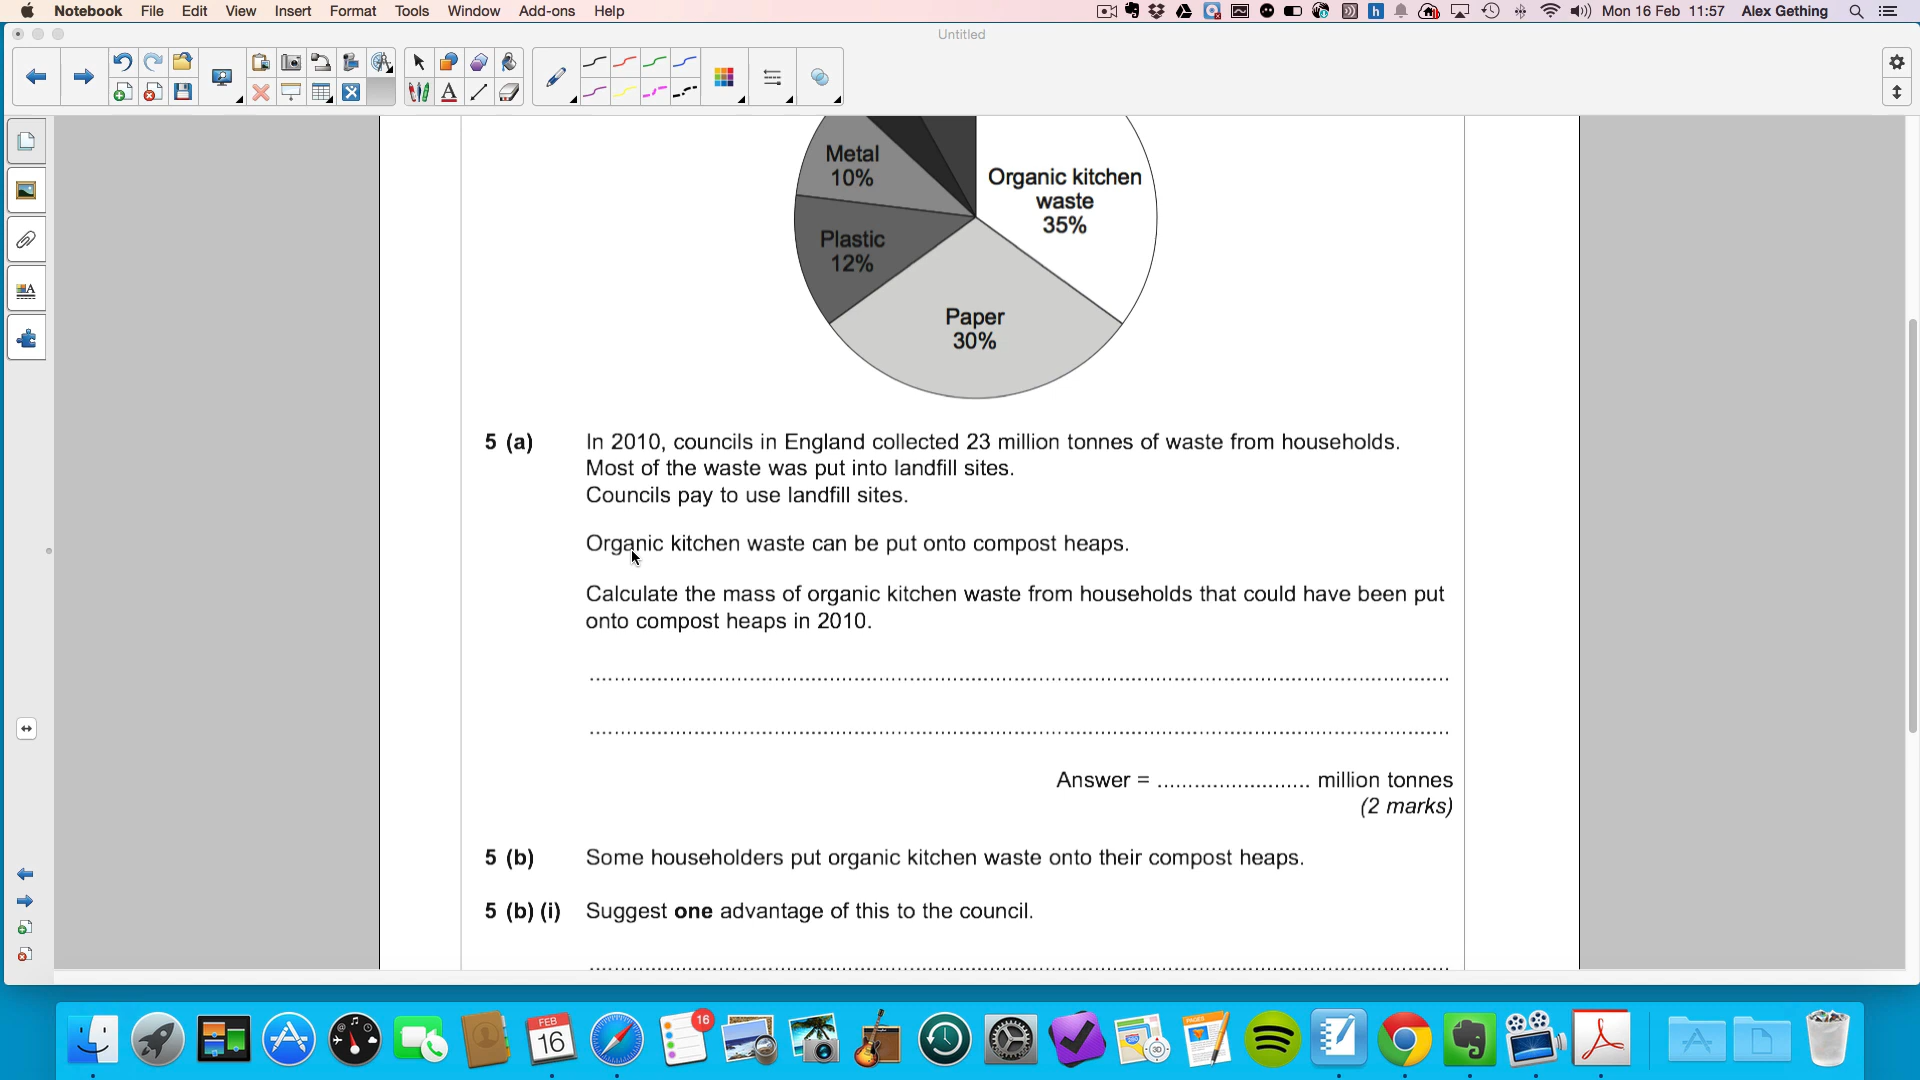 Notebook File Edit View Insert Format Tools Window Add-ons Help Mon 16 Feb 11:57 Alex Gething
Untitled
Metal
10%
Organic kitchen
waste
35%
Plastic
12%
Paper
30%
5 (a) In 2010, councils in England collected 23 million tonnes of waste from households.
Most of the waste was put into landfill sites.
Councils pay to use landfill sites.
Organic kitchen waste can be put onto compost heaps.
Calculate the mass of organic kitchen waste from households that could have been put
onto compost heaps in 2010.
Answer = ......................... million tonnes
(2 marks)
5 (b) Some householders put organic kitchen waste onto their compost heaps.
5 (b) (i) Suggest one advantage of this to the council.
FEB
16
16
3D
PAGES